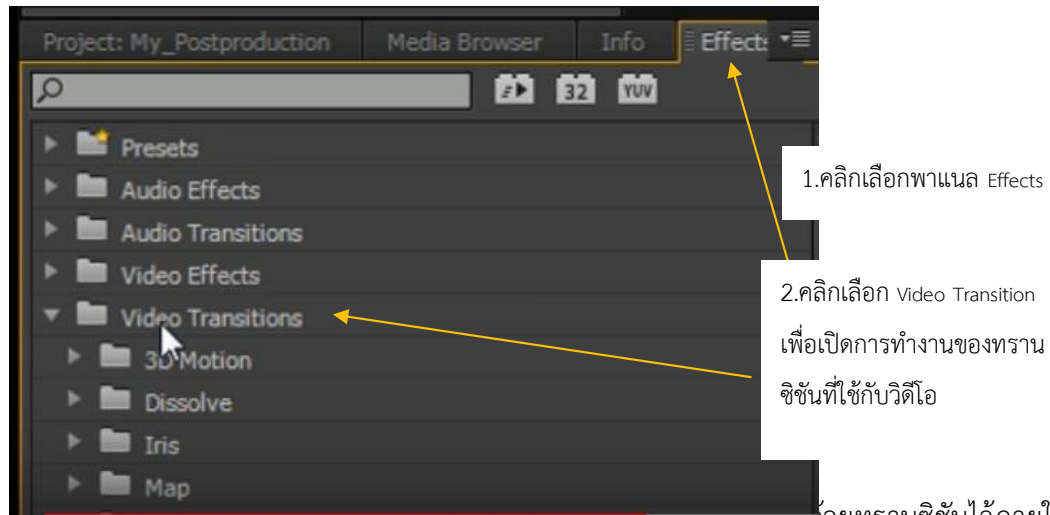 Project: My_Postproduction Media Browser Info Effects
32 YUV
Presets
Audio Effects
Audio Transitions
Video Effects
Video Transitions
3D Motion
Dissolve
Iris
Map
1.คลิกเลือกพาแนล Effects
2.คลิกเลือก Video Transition
เพื่อเปิดการทำงานของทราน
ซิชันที่ใช้กับวิดีโอ